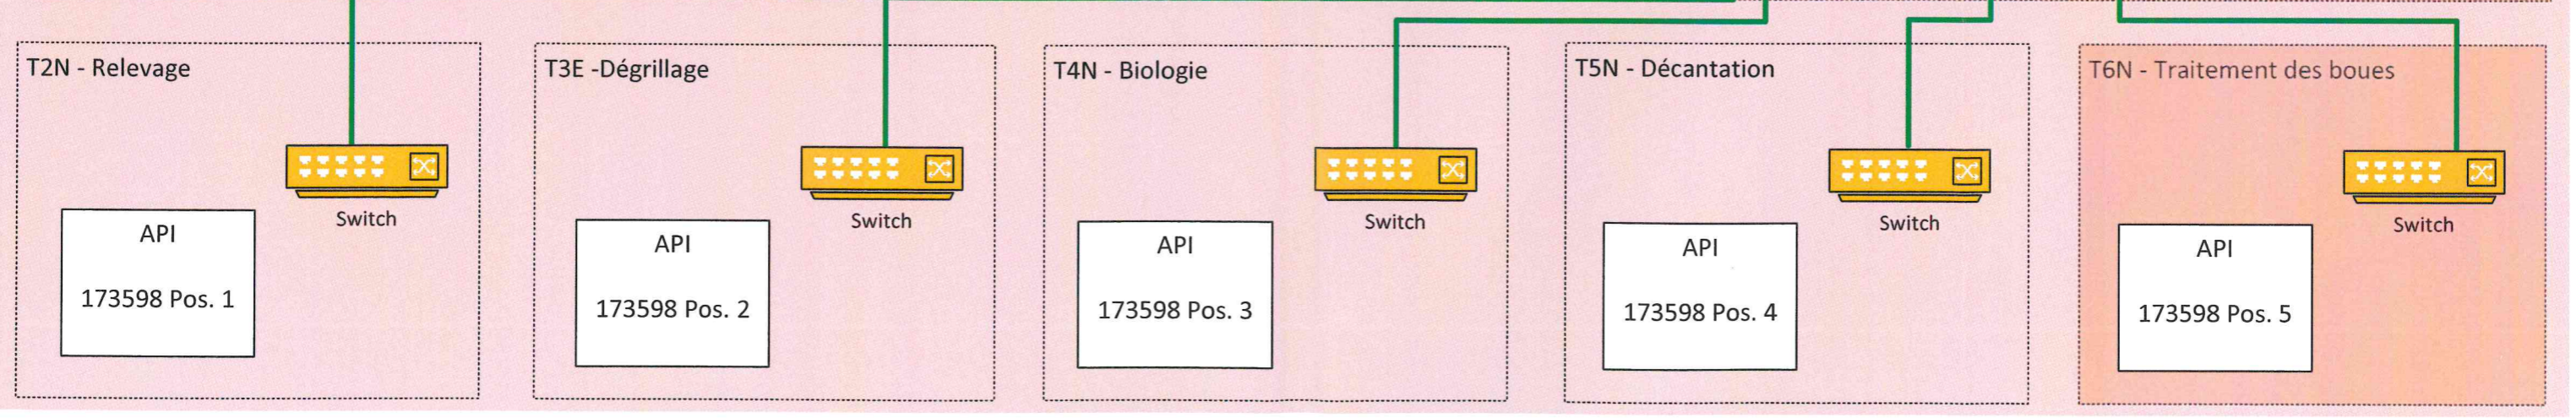 T2N - Relevage
Switch
API
173598 Pos. 1
T3E -Dégrillage
Switch
API
173598 Pos. 2
T4N - Biologie
Switch
API
173598 Pos. 3
T5N - Décantation
Switch
API
173598 Pos. 4
T6N - Traitement des boues
Switch
API
173598 Pos. 5